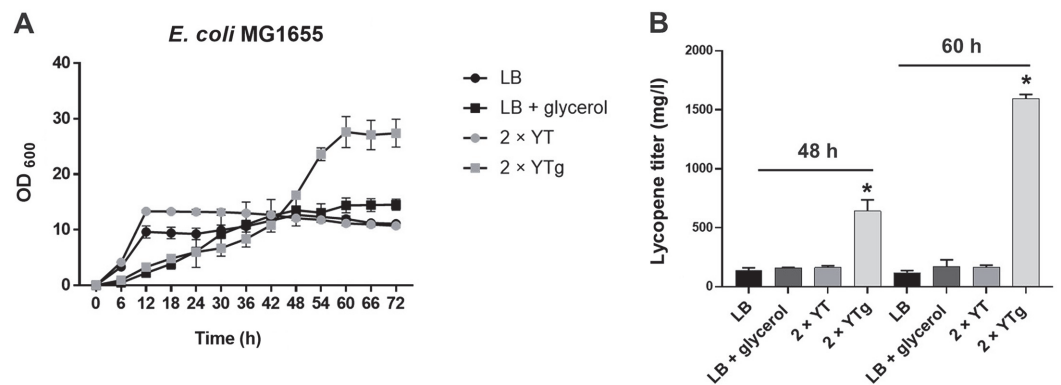 A
E. coli MG1655
40
30
20
10
0
OD 600
0 6 12 18 24 30 36 42 48 54 60 66 72
Time (h)
LB
LB + glycerol
2 × YT
2 × YTg
B
2000
1500
1000
500
0
Lycopene titer (mg/l)
48 h
60 h
*
*
LB
LB + glycerol
2 × YT
2 × YTg
LB
LB + glycerol
2 × YT
2 × YTg